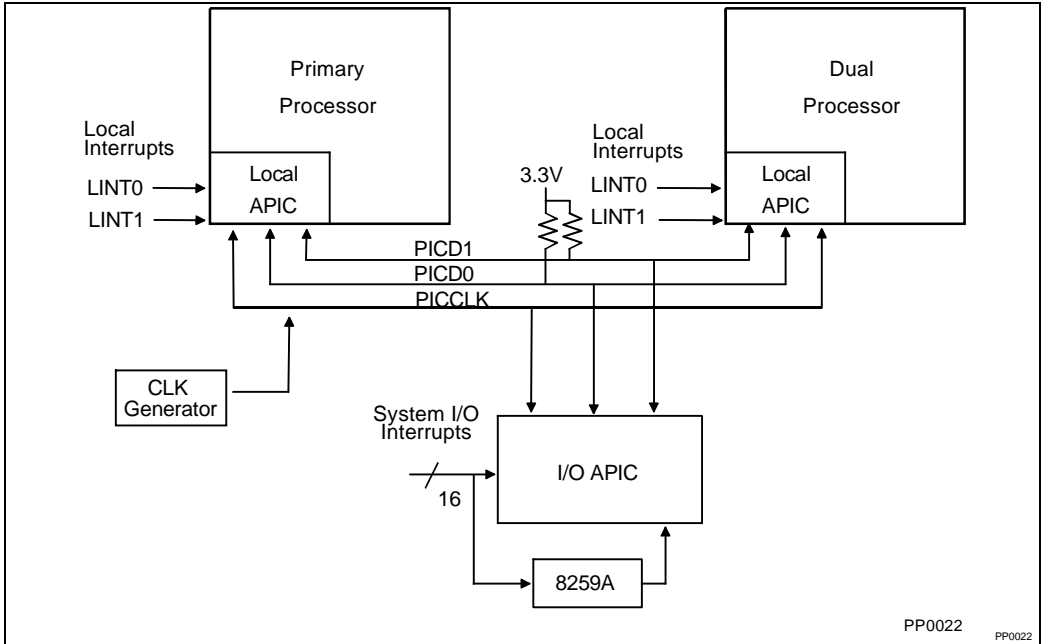 Primary
Processor
Dual
Processor
Local
Interrupts
LINT0
LINT1
Local
APIC
3.3V
Local
Interrupts
LINT0
LINT1
Local
APIC
PICD1
PICD0
PICCLK
CLK
Generator
System I/O
Interrupts
16
I/O APIC
8259A
PP0022
PP0022